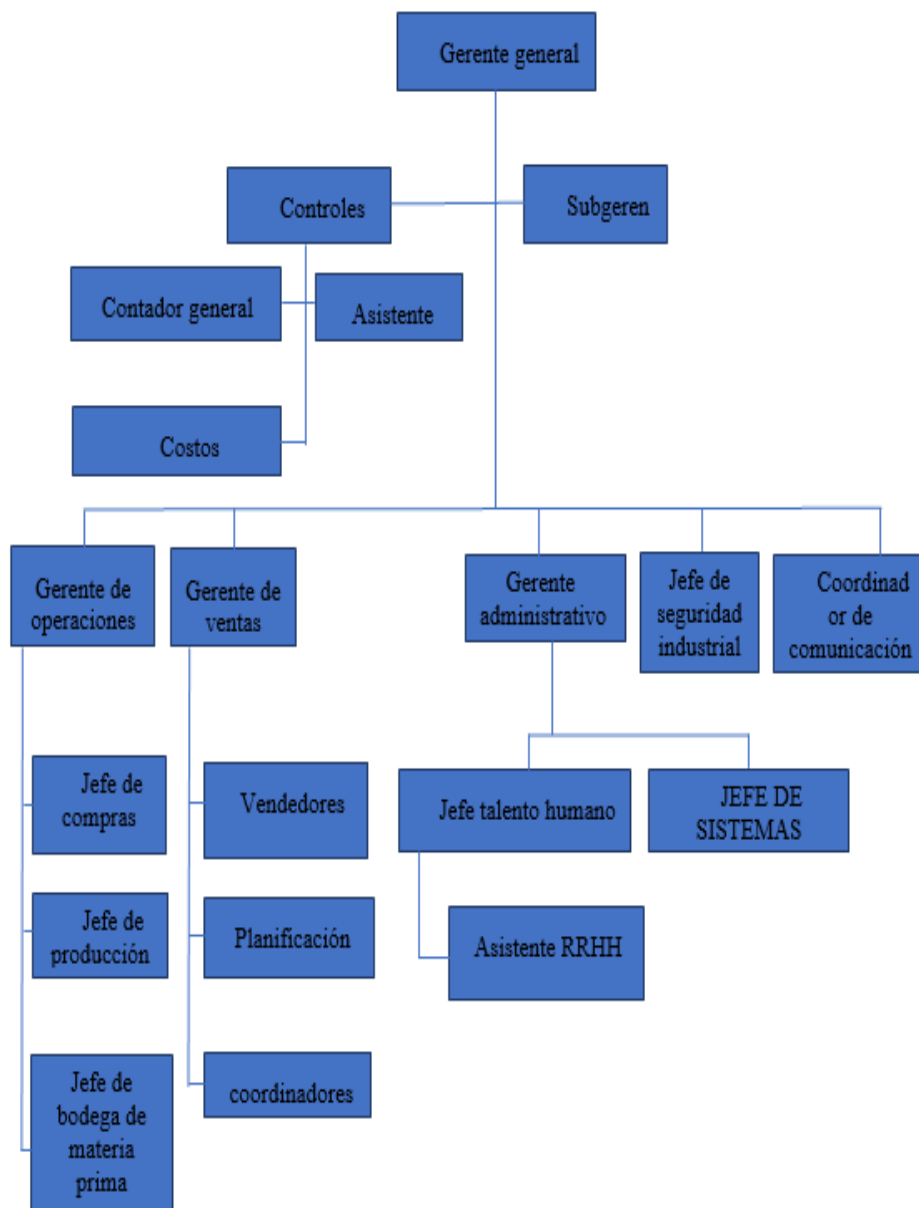 Gerente general
Controles
Subgeren
Contador general
Asistente
Costos
Gerente de
operaciones
Gerente de
ventas
Gerente
administrativo
Jefe de
seguridad
industrial
Coordinad
or de
comunicación
Jefe de
compras
Vendedores
Jefe talento humano
JEFE DE
SISTEMAS
Jefe de
producción
Planificación
Asistente RRHH
Jefe de
bodega de
materia
prima
coordinadores